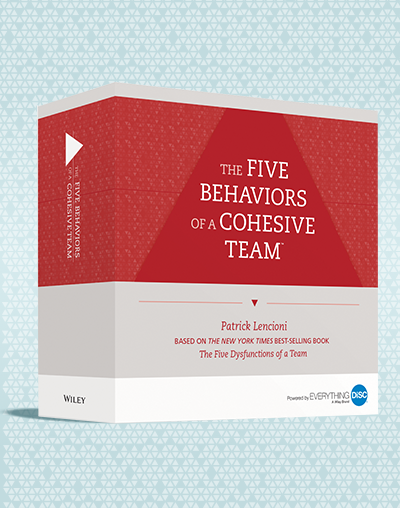 THE FIVE
BEHAVIORS
OF A COHESIVE
TEAM™
Patrick Lencioni
BASED ON THE NEW YORK TIMES BEST-SELLING BOOK
The Five Dysfunctions of a Team
Powered by EVERYTHING DiSC
A Wiley Brand
THE FIVE BEHAVIORS
OF A COHESIVE TEAM
WILEY